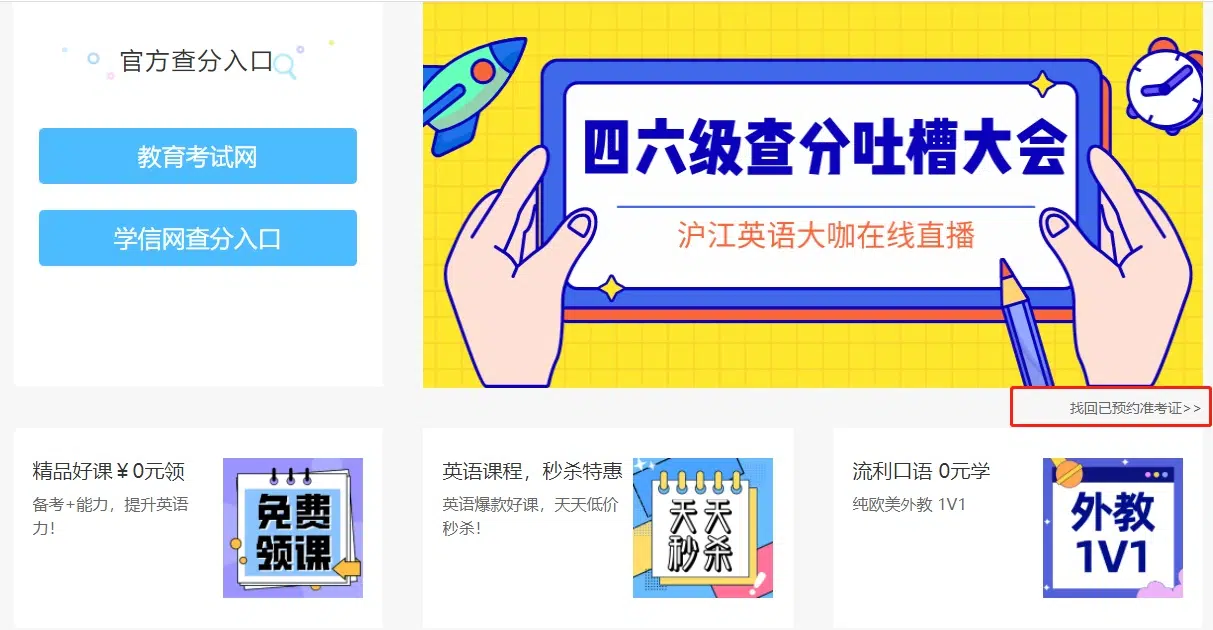 官方查分入口
教育考试网
学信网查分入口
四六级查分吐槽大会
沪江英语大咖在线直播
找回已预约准考证>>
精品好课￥0元领
备考+能力，提升英语
力！
免费
领课
英语课程，秒杀特惠
英语爆款好课，天天低价
秒杀！
天天
秒杀
流利口语 0元学
纯欧美外教 1V1
外教
1V1